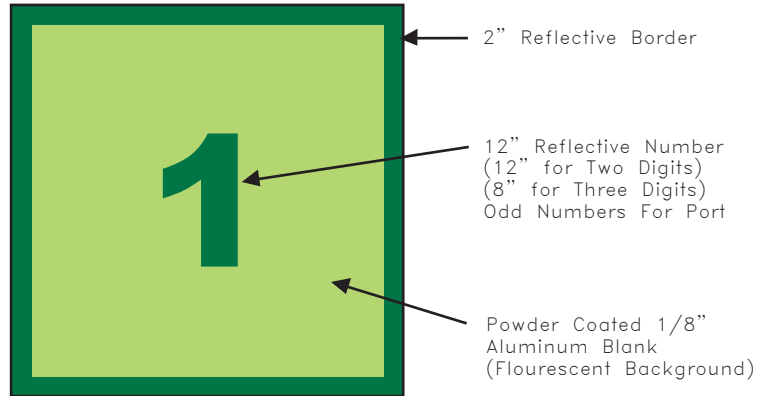 2” Reflective Border
1
12” Reflective Number
(12” for Two Digits)
(8” for Three Digits)
Odd Numbers For Port
Powder Coated 1/8”
Aluminum Blank
(Flourescent Background)